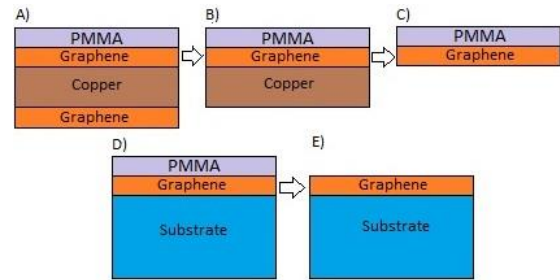 A)
PMMA
Graphene
Copper
Graphene
B)
PMMA
Graphene
Copper
C)
PMMA
Graphene
D)
PMMA
Graphene
Substrate
E)
Graphene
Substrate